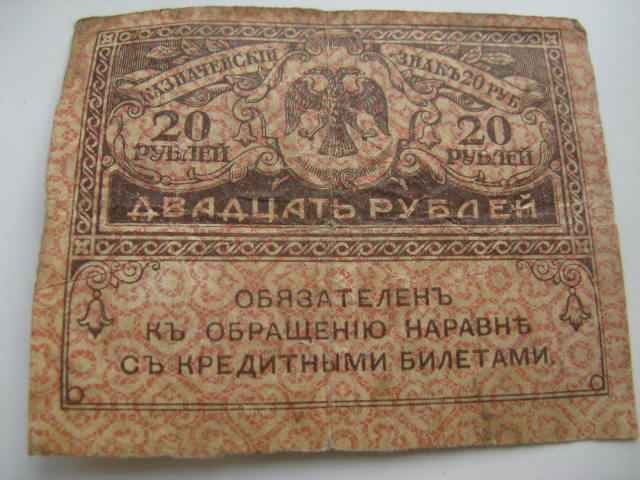 КАЗНАЧЕЙСКІЙ ЗНАКЪ 20 РУБ.
20 РУБЛЕЙ
20 РУБЛЕЙ
ДВАДЦАТЬ РУБЛЕЙ
ОБЯЗАТЕЛЕНЪ
КЪ ОБРАЩЕНІЮ НАРАВНѢ
СЪ КРЕДИТНЫМИ БИЛЕТАМИ.